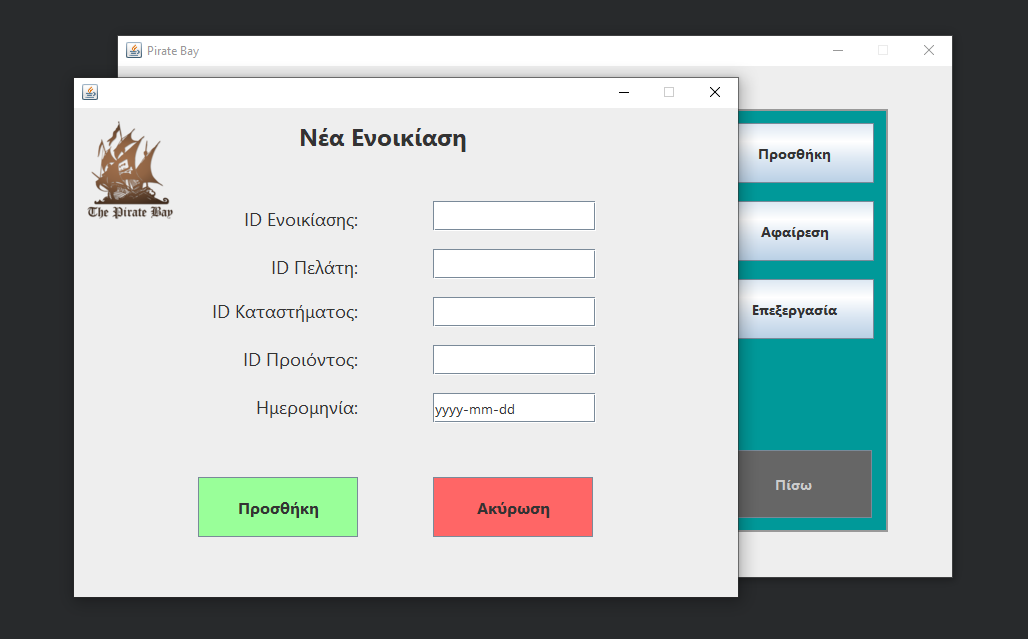 Pirate Bay
Νέα Ενοικίαση
The Pirate Bay
ID Ενοικίασης:
ID Πελάτη:
ID Καταστήματος:
ID Προιόντος:
Ημερομηνία:
yyyy-mm-dd
Προσθήκη
Ακύρωση
Προσθήκη
Αφαίρεση
Επεξεργασία
Πίσω